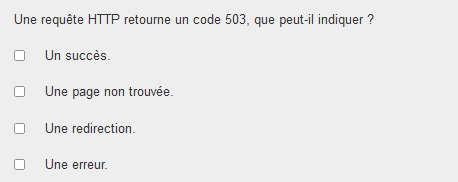 Une requête HTTP retourne un code 503, que peut-il indiquer ?
Un succès.
Une page non trouvée.
Une redirection.
Une erreur.